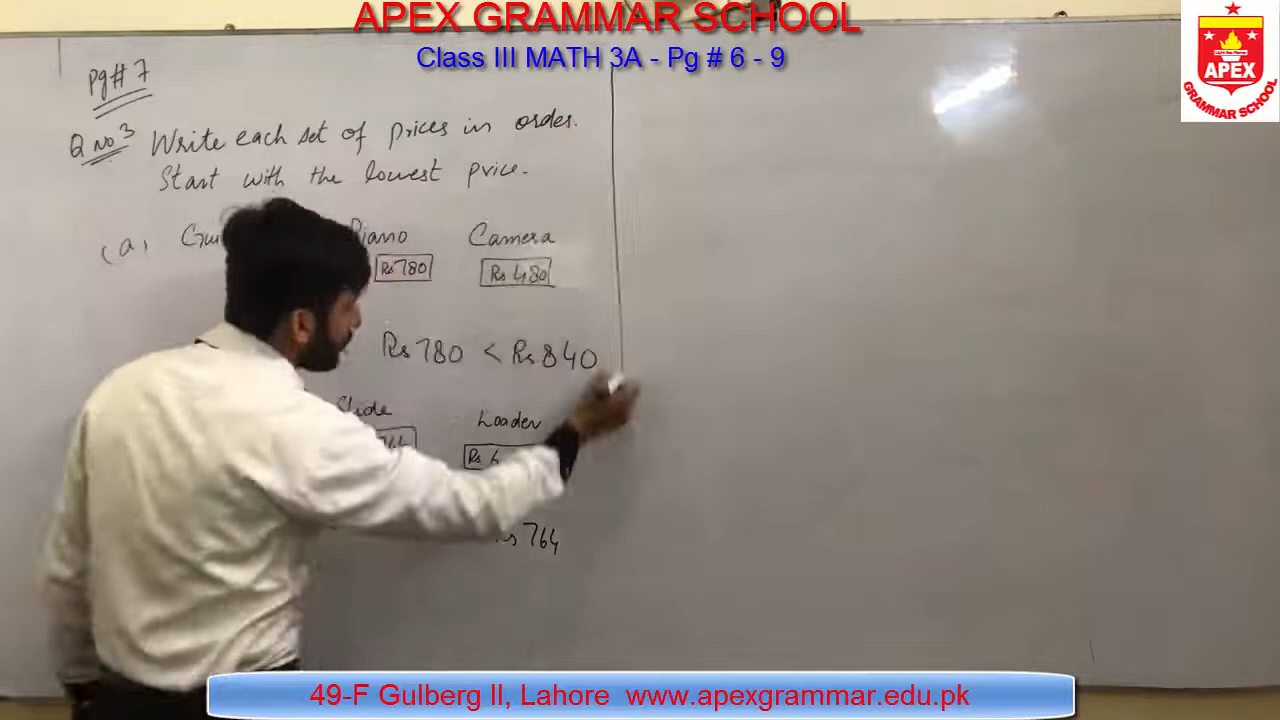 APEX GRAMMAR SCHOOL
Class III MATH 3A - Pg # 6 - 9
APEX
GRAMMAR SCHOOL
Pg# 7
Q No 3 Write each set of prices in order.
Start with the lowest price.
(a) Piano Camera
Rs 780 Rs 480
Rs 780 < Rs 840
Slide Loader
Rs
Rs 764
49-F Gulberg II, Lahore www.apexgrammar.edu.pk